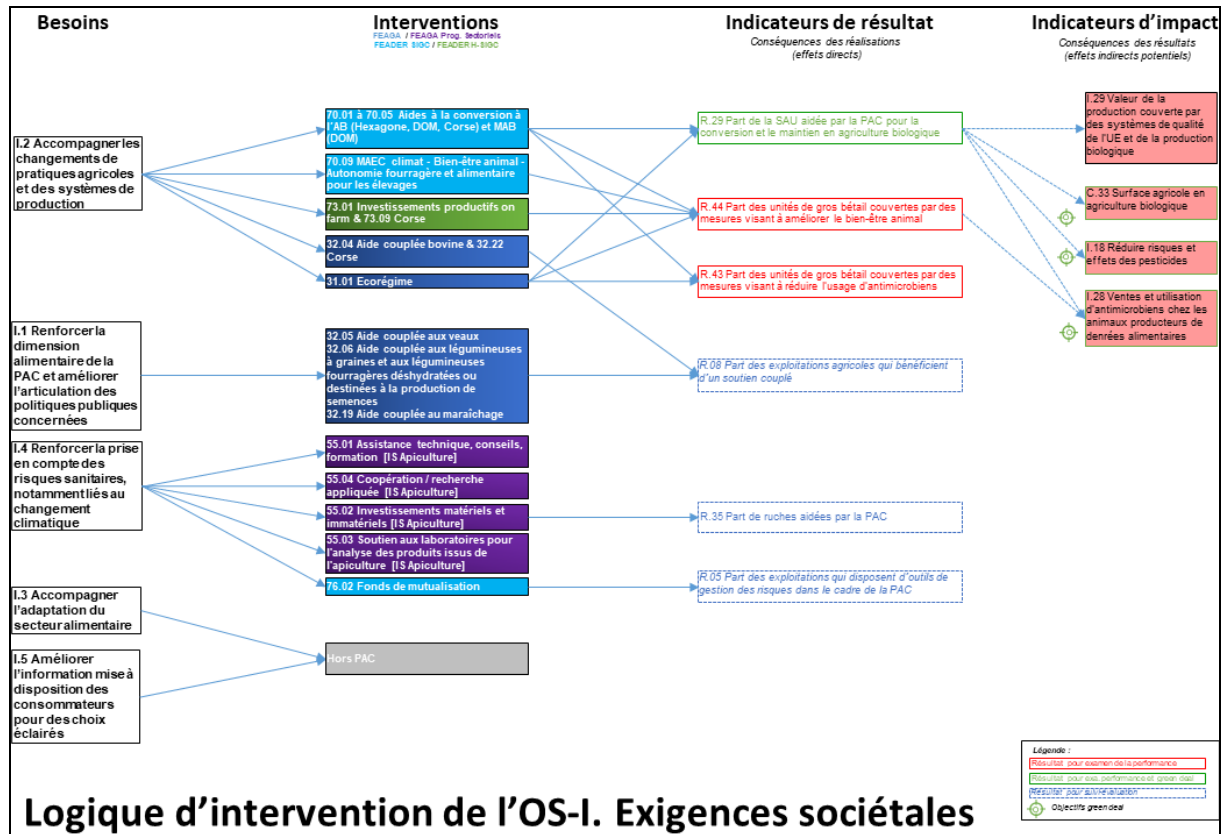 Besoins
Interventions
FEAGA / FEAGA Prog. Sectoriels
FEADER SIGC / FEADER H-SIGC
Indicateurs de résultat
Conséquences des réalisations
(effets directs)
Indicateurs d'impact
Conséquences des résultats
(effets indirects potentiels)
I.2 Accompagner les
changements de
pratiques agricoles
et des systèmes de
production
I.1 Renforcer la
dimension
alimentaire de la
PAC et améliorer
l'articulation des
politiques publiques
concernées
I.4 Renforcer la prise
en compte des
risques sanitaires,
notamment liés au
changement
climatique
I.3 Accompagner
l'adaptation du
secteur alimentaire
I.5 Améliorer
l'information mise à
disposition des
consommateurs
pour des choix
éclairés
70.01 à 70.05 Aides à la conversion à
l'AB (Hexagone, DOM, Corse) et MAB
(DOM)
70.09 MAEC climat - Bien-être animal -
Autonomie fourragère et alimentaire
pour les élevages
73.01 Investissements productifs on
farm & 73.09 Corse
32.04 Aide couplée bovine & 32.22
Corse
31.01 Ecorégime
32.05 Aide couplée aux veaux
32.06 Aide couplée aux légumineuses
à graines et aux légumineuses
fourragères déshydratées ou
destinées à la production de
semences
32.19 Aide couplée au maraîchage
55.01 Assistance technique, conseils,
formation [IS Apiculture]
55.04 Coopération / recherche
appliquée [IS Apiculture]
55.02 Investissements matériels et
immatériels [IS Apiculture]
55.03 Soutien aux laboratoires pour
l'analyse des produits issus de
l'apiculture [IS Apiculture]
76.02 Fonds de mutualisation
Hors PAC
R.29 Part de la SAU aidée par la PAC pour la
conversion et le maintien en agriculture biologique
R.44 Part des unités de gros bétail couvertes par des
mesures visant à améliorer le bien-être animal
R.43 Part des unités de gros bétail couvertes par des
mesures visant à réduire l'usage d'antimicrobiens
R.08 Part des exploitations agricoles qui bénéficient
d'un soutien couplé
R.35 Part de ruches aidées par la PAC
R.05 Part des exploitations qui disposent d'outils de
gestion des risques dans le cadre de la PAC
I.29 Valeur de la
production couverte par
des systèmes de qualité
de l'UE et de la production
biologique
C.33 Surface agricole en
agriculture biologique
I.18 Réduire risques et
effets des pesticides
I.28 Ventes et utilisation
d'antimicrobiens chez les
animaux producteurs de
denrées alimentaires
Légende :
Résultat pour examen de la performance
Résultat pour exa. performance et green deal
Résultat pour suivi-évaluation
Objectifs green deal
Logique d'intervention de l'OS-I. Exigences sociétales